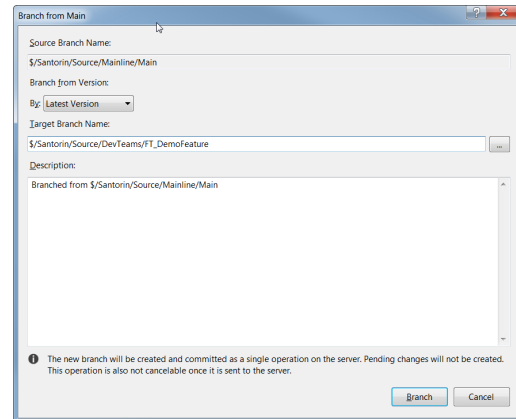 Branch from Main
Source Branch Name:
$/Santorin/Source/Mainline/Main
Branch from Version:
By: Latest Version
Target Branch Name:
$/Santorin/Source/DevTeams/FT_DemoFeature
...
Description:
Branched from $/Santorin/Source/Mainline/Main
The new branch will be created and committed as a single operation on the server. Pending changes will not be created.
This operation is also not cancelable once it is sent to the server.
Branch Cancel